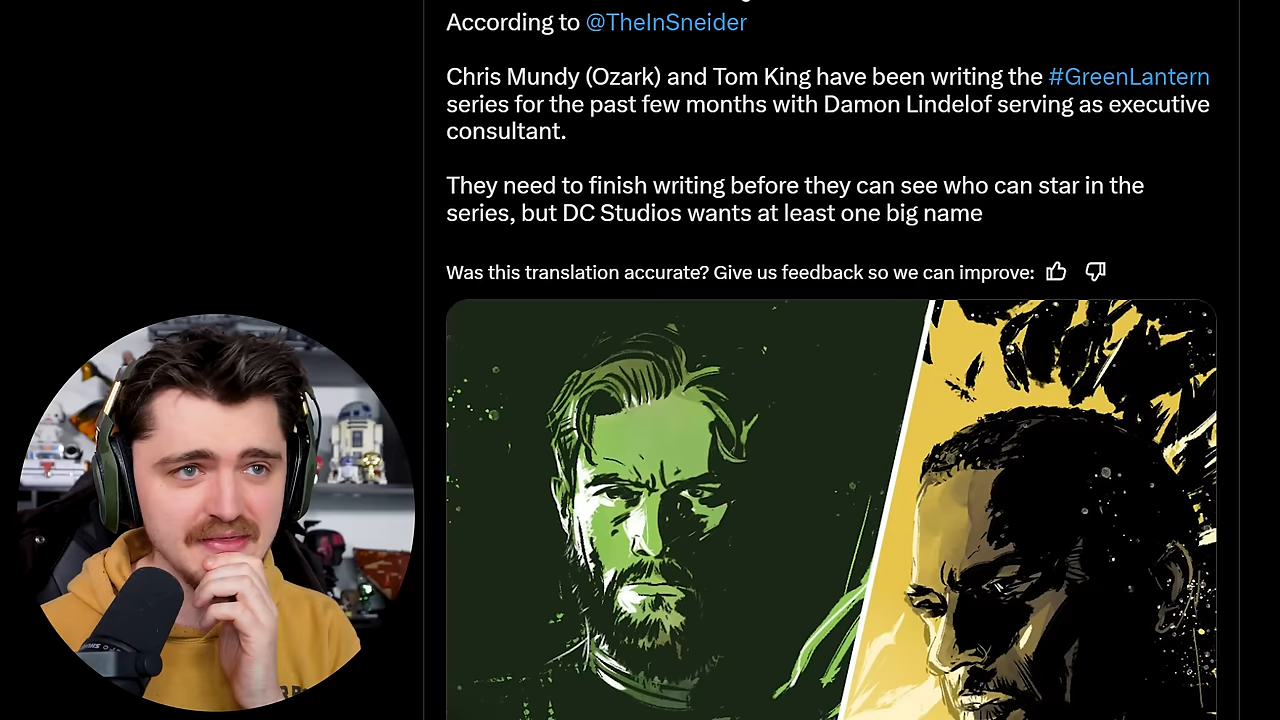 According to @TheInSneider
Chris Mundy (Ozark) and Tom King have been writing the #GreenLantern
series for the past few months with Damon Lindelof serving as executive
consultant.
They need to finish writing before they can see who can star in the
series, but DC Studios wants at least one big name
Was this translation accurate? Give us feedback so we can improve: